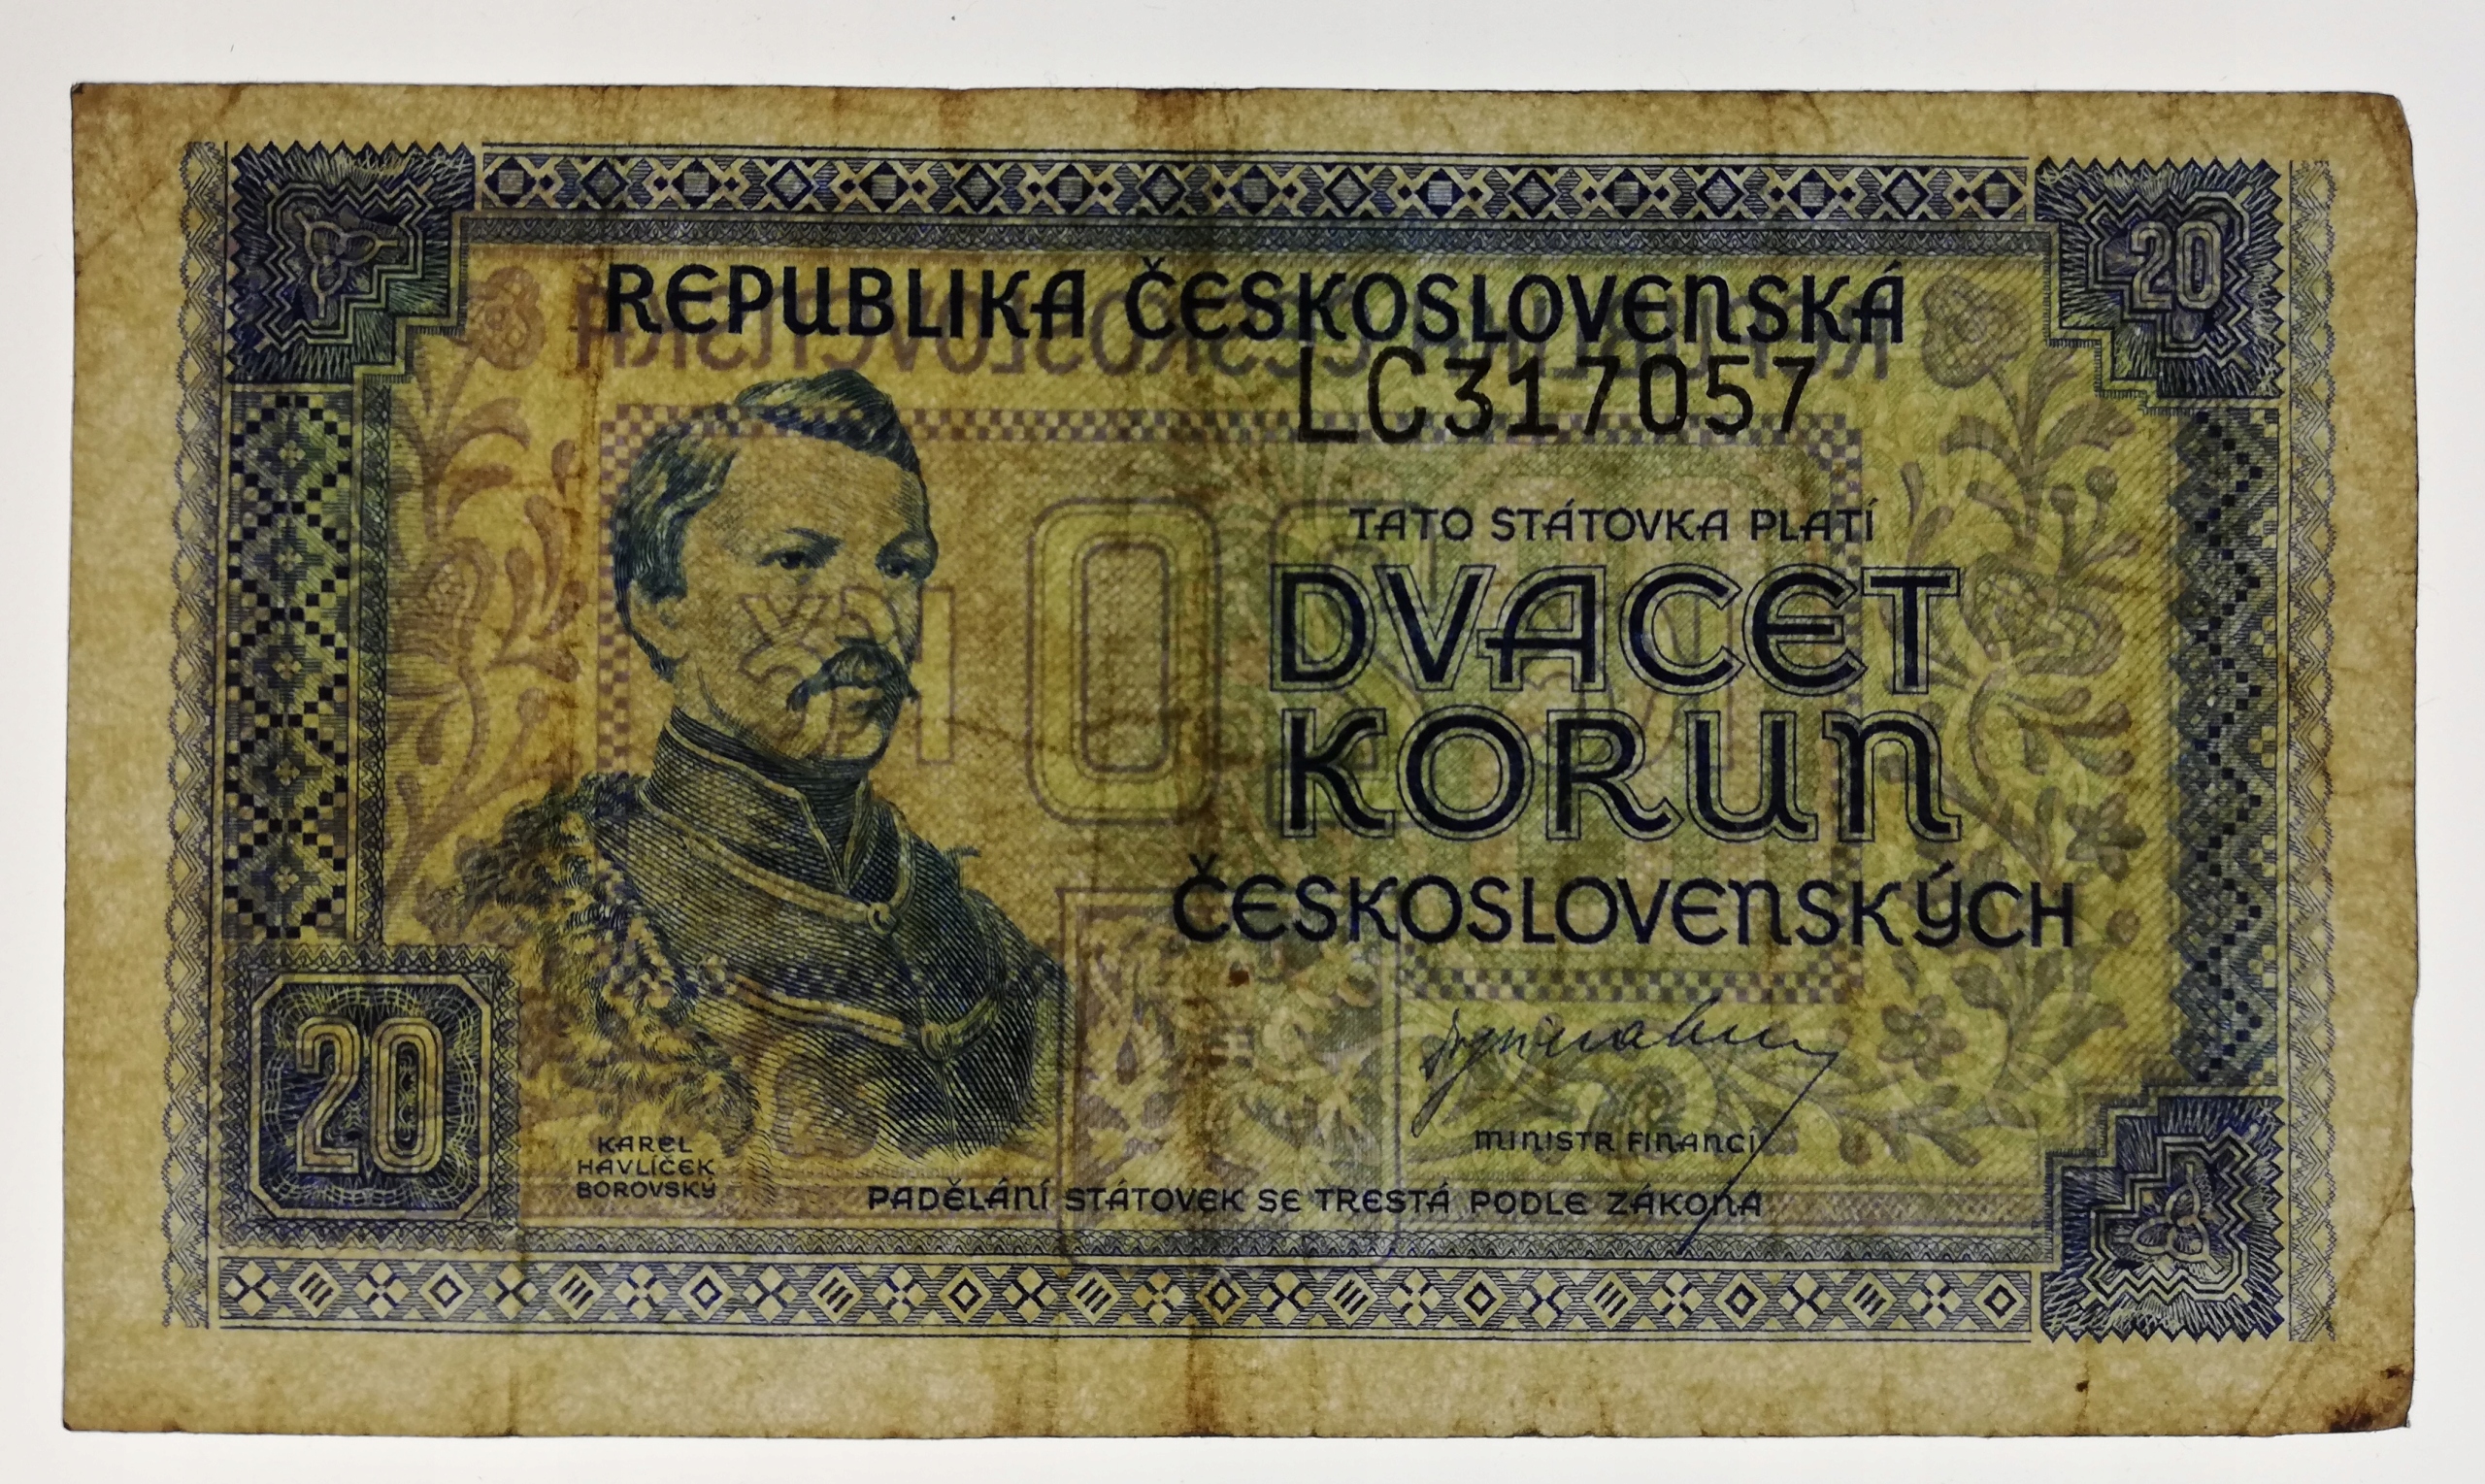 20
REPUBLIKA ČESKOSLOVENSKÁ
LC317057
TATO STÁTOVKA PLATÍ
DVACET
KORUN
ČESKOSLOVENSKÝCH
20
KAREL
HAVLÍČEK
BOROVSKÝ
MINISTR FINANCÍ
PADĚLÁNÍ STÁTOVEK SE TRESTÁ PODLE ZÁKONA